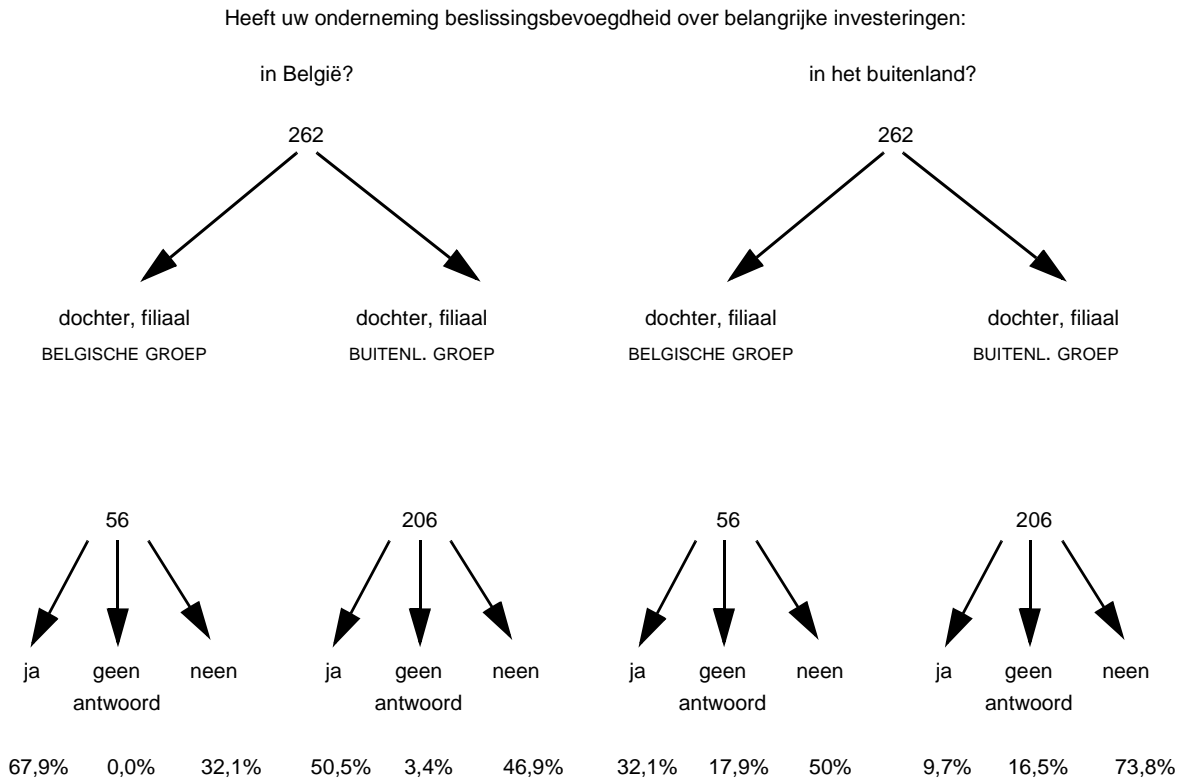 Heeft uw onderneming beslissingsbevoegdheid over belangrijke investeringen:
in België? in het buitenland?
262 262
dochter, filiaal dochter, filiaal dochter, filiaal dochter, filiaal
BELGISCHE GROEP BUITENL. GROEP BELGISCHE GROEP BUITENL. GROEP
56 206 56 206
ja geen neen ja geen neen ja geen neen ja geen neen
antwoord antwoord antwoord antwoord
67,9% 0,0% 32,1% 50,5% 3,4% 46,9% 32,1% 17,9% 50% 9,7% 16,5% 73,8%